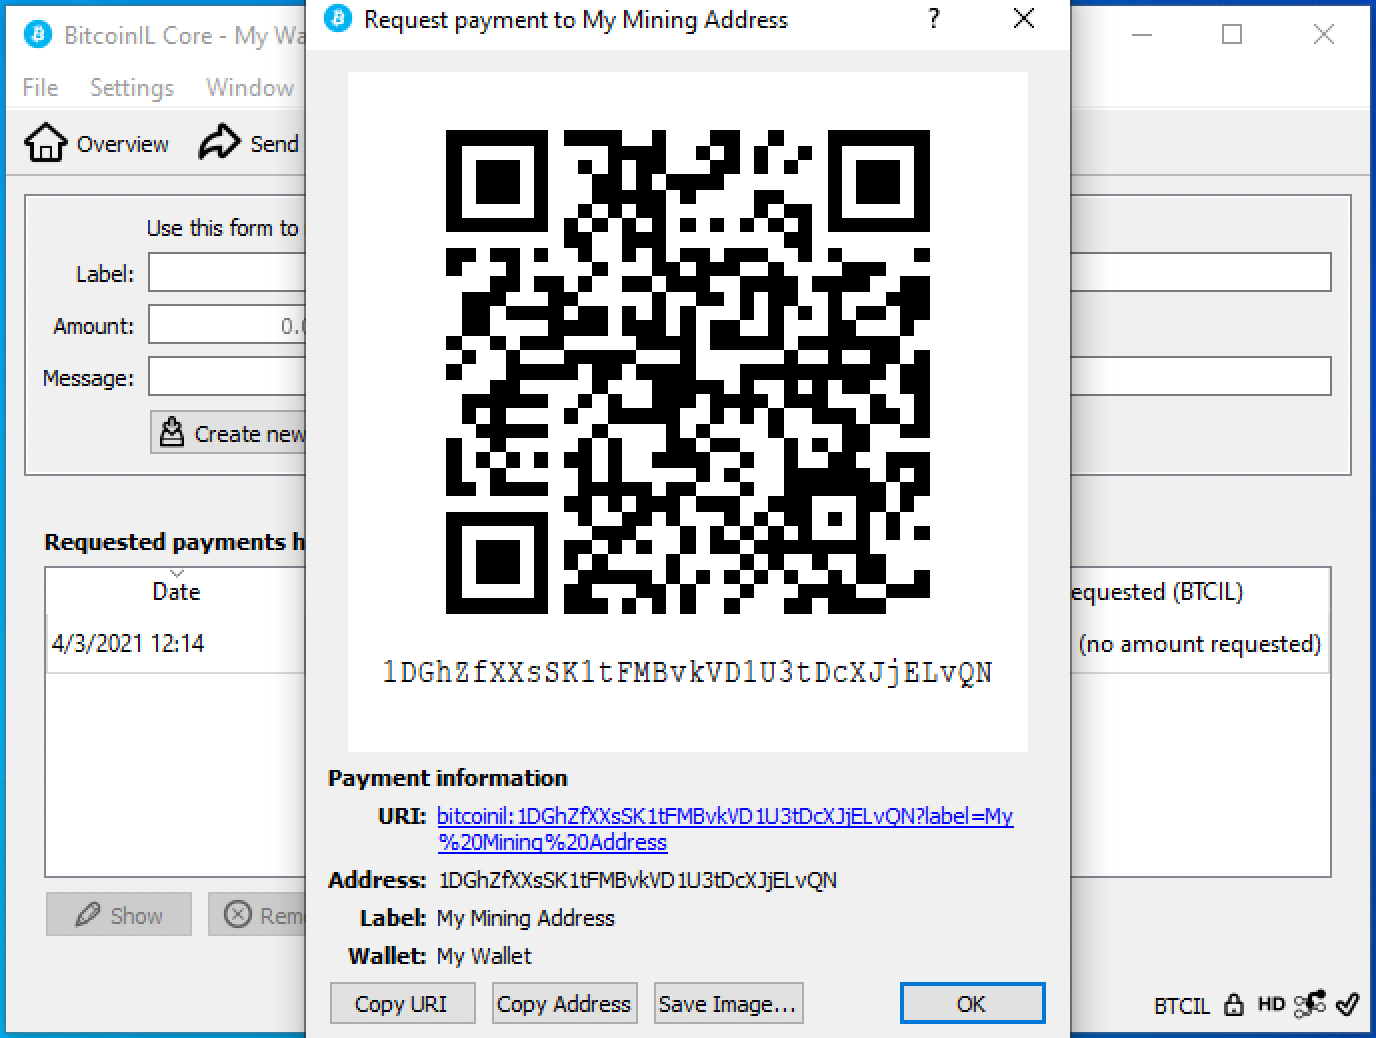 BitcoinIL Core - My Wa
File Settings Window
Overview Send
Request payment to My Mining Address
Use this form to
Label:
Amount: 0.0
Message:
Create new
1DGhZfXXsSK1tFMBvkVD1U3tDcXJjELvQN
Requested payments h
Date
equested (BTCIL)
4/3/2021 12:14
(no amount requested)
Show
Rem
Payment information
URI: bitcoinil:1DGhZfXXsSK1tFMBvkVD1U3tDcXJjELvQN?label=My
%20Mining%20Address
Address: 1DGhZfXXsSK1tFMBvkVD1U3tDcXJjELvQN
Label: My Mining Address
Wallet: My Wallet
Copy URI Copy Address Save Image... OK
BTCIL HD